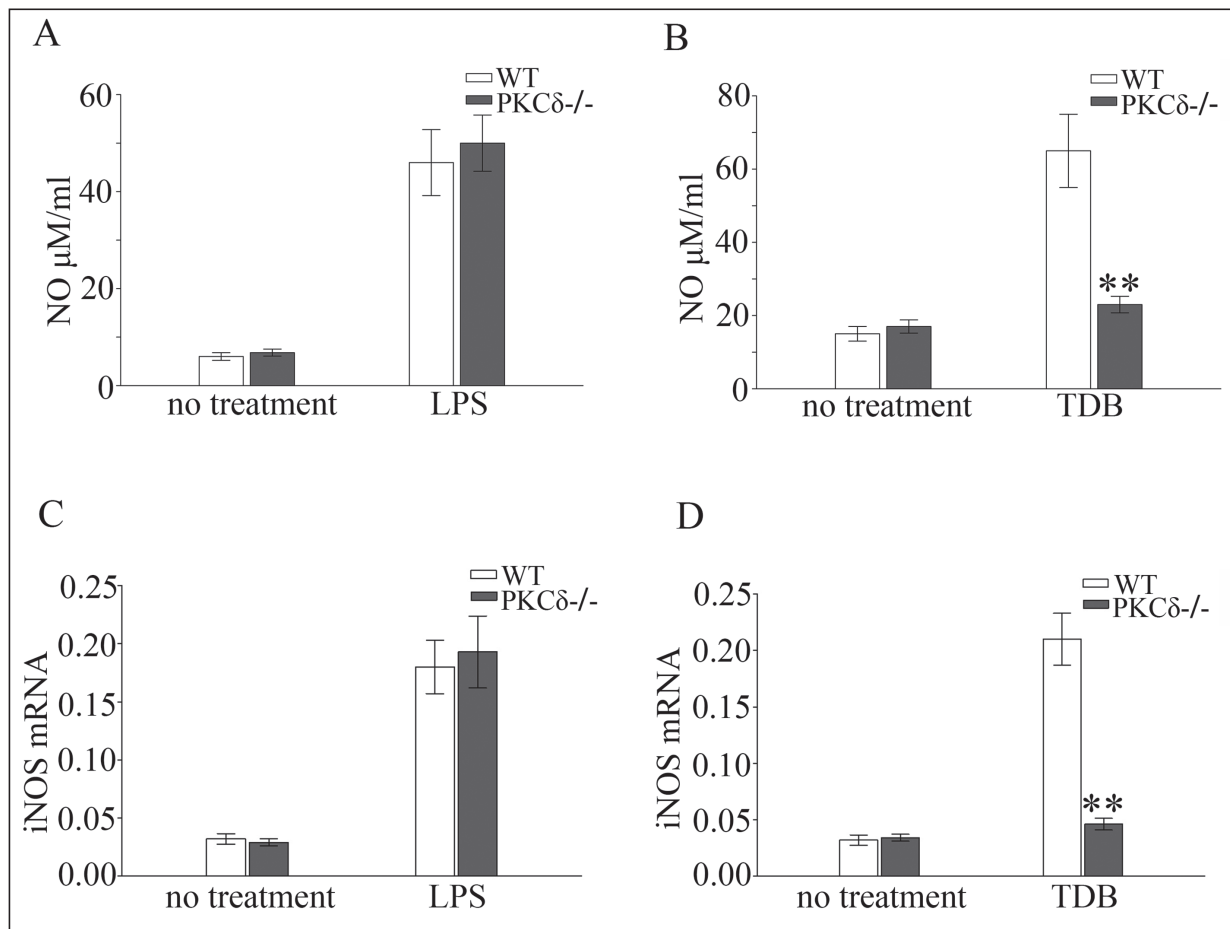 A
WT
PKCδ-/-
60
40
20
0
NO μM/ml
no treatment
LPS
B
WT
PKCδ-/-
80
60
40
20
0
NO μM/ml
**
no treatment
TDB
C
WT
PKCδ-/-
0.25
0.20
0.15
0.10
0.05
0.00
iNOS mRNA
no treatment
LPS
D
WT
PKCδ-/-
0.25
0.20
0.15
0.10
0.05
0.00
iNOS mRNA
**
no treatment
TDB